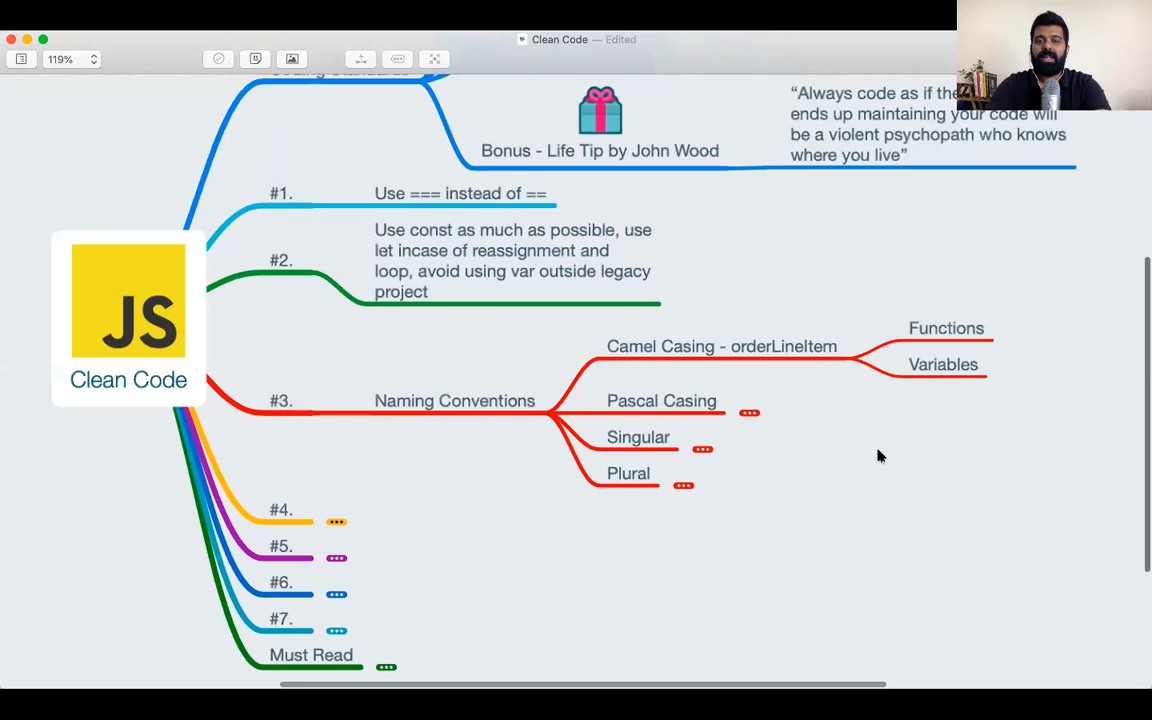 Clean Code — Edited
119%
“Always code as if the
ends up maintaining your code will
be a violent psychopath who knows
where you live”
Bonus - Life Tip by John Wood
#1.
Use === instead of ==
#2.
Use const as much as possible, use
let incase of reassignment and
loop, avoid using var outside legacy
project
JS
Clean Code
#3.
Naming Conventions
Camel Casing - orderLineItem
Functions
Variables
Pascal Casing
Singular
Plural
#4.
#5.
#6.
#7.
Must Read